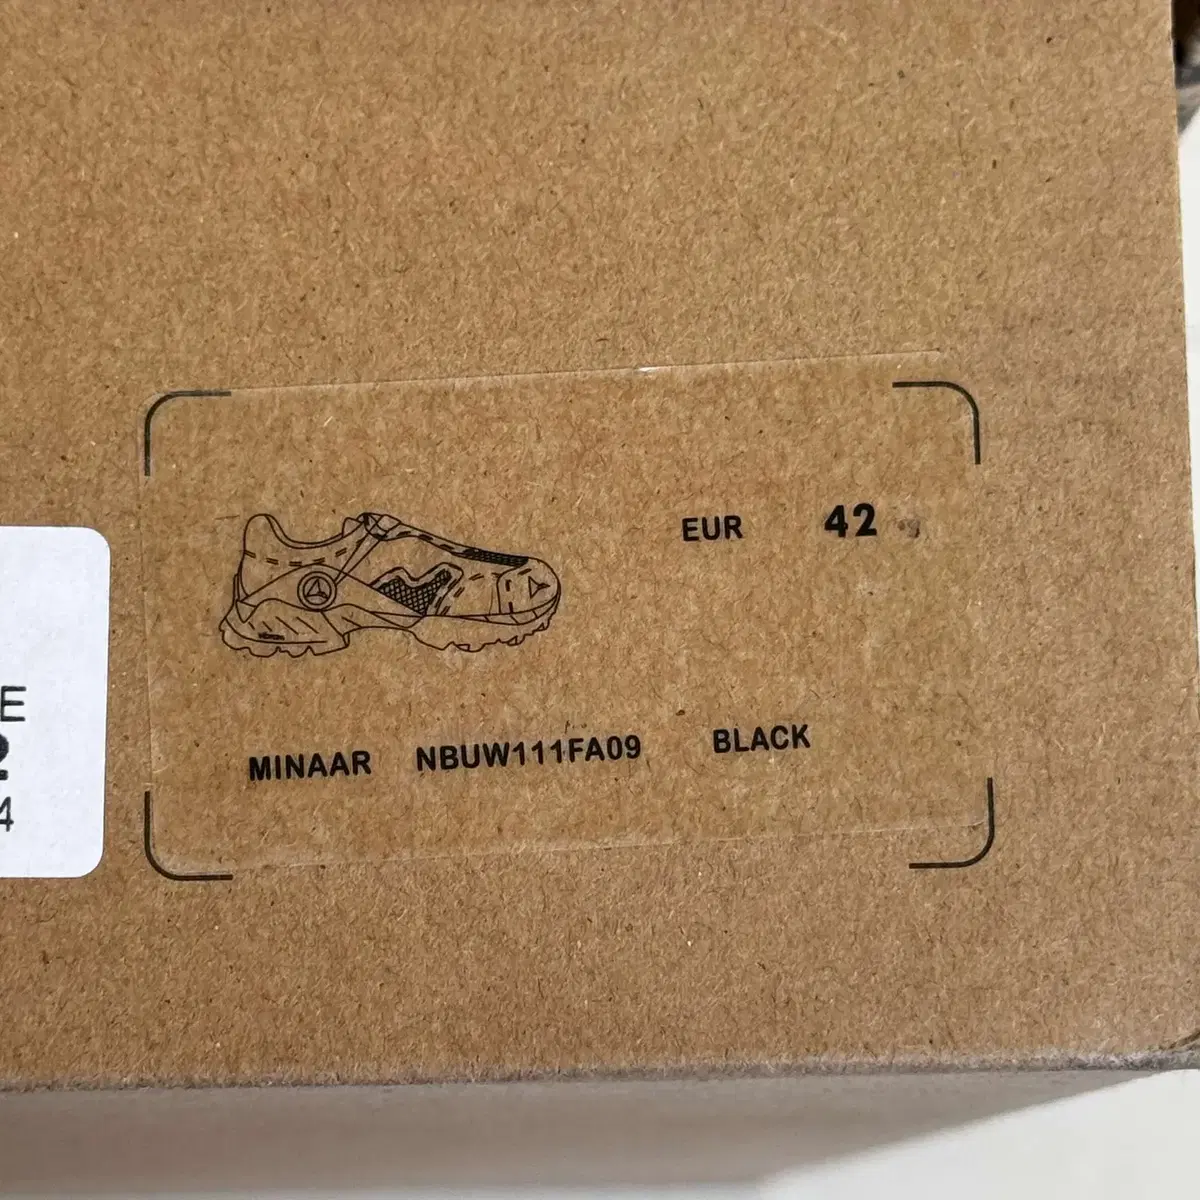 EUR 42
MINAAR NBUW111FA09 BLACK
E
4